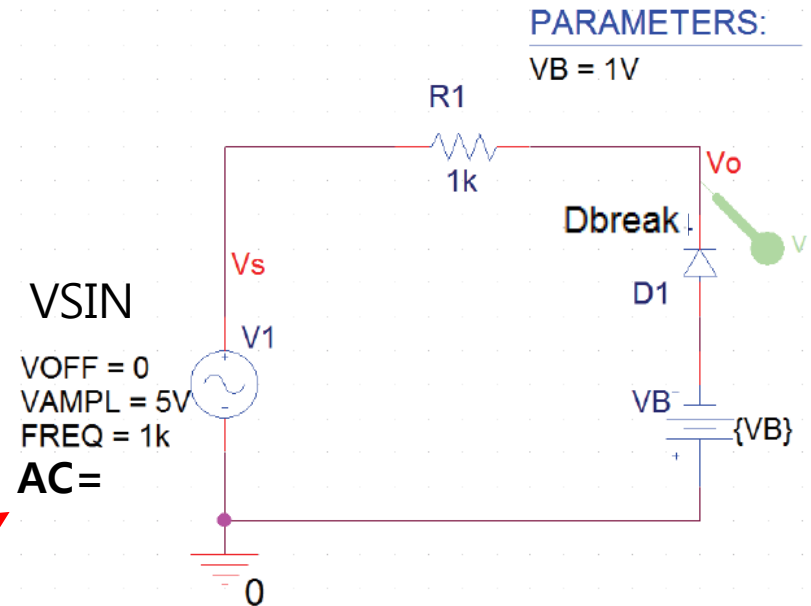 PARAMETERS:
VB = 1V
R1
1k
Vo
Dbreak
V
D1
Vs
VSIN
V1
+
-
VOFF = 0
VAMPL = 5V
FREQ = 1k
AC=
VB
-
{VB}
+
0